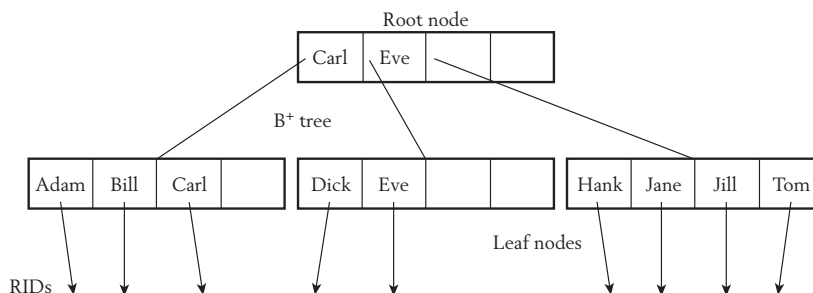 Root node
Carl Eve
B⁺ tree
Adam Bill Carl Dick Eve Hank Jane Jill Tom
Leaf nodes
RIDs